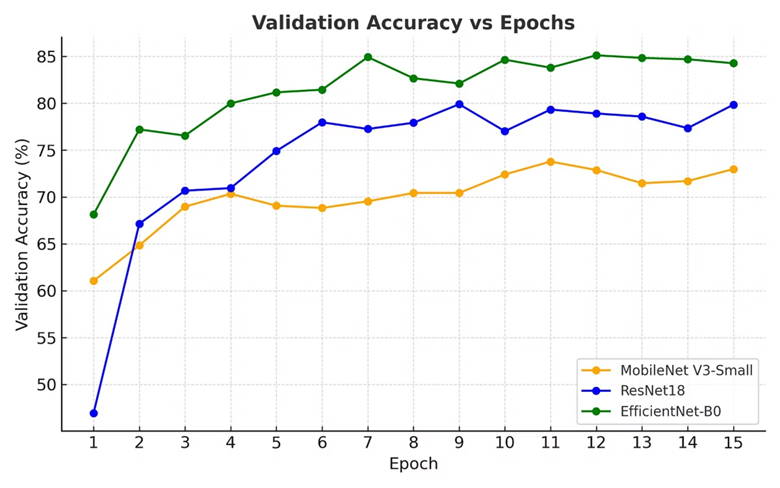 Validation Accuracy vs Epochs
Validation Accuracy (%)
85
80
75
70
65
60
55
50
1 2 3 4 5 6 7 8 9 10 11 12 13 14 15
Epoch
MobileNet V3-Small
ResNet18
EfficientNet-B0